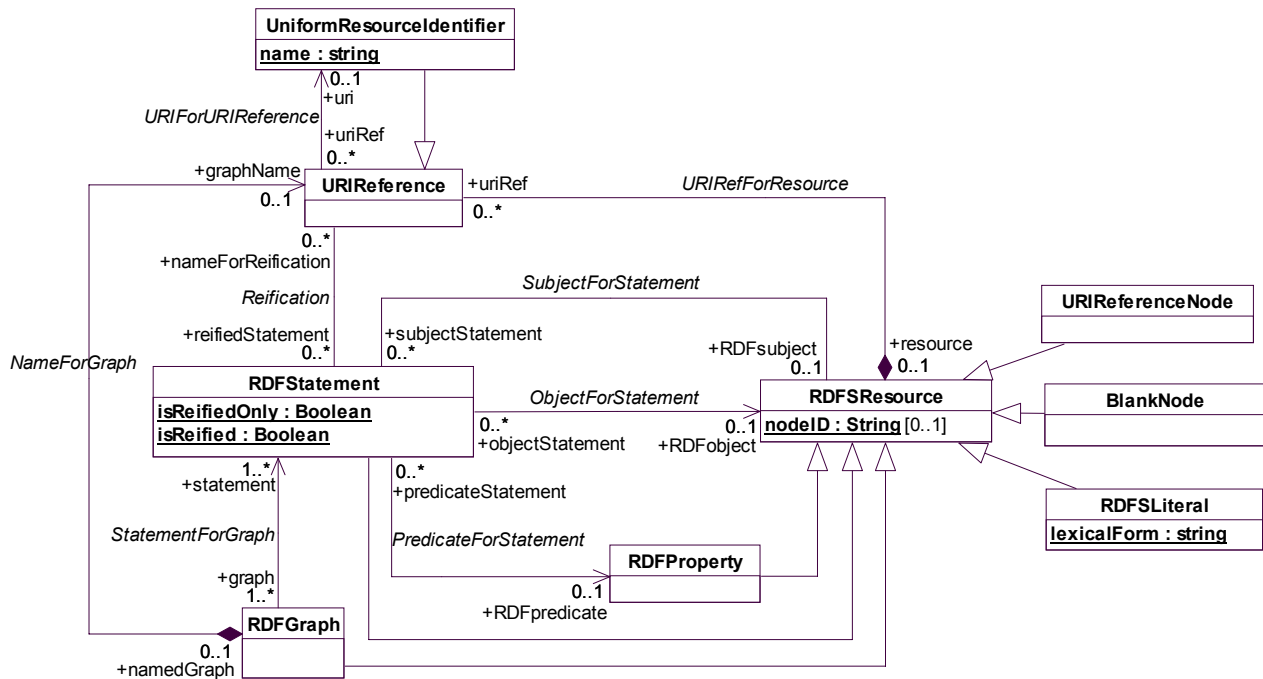 UniformResourceIdentifier
name : string
0..1
+uri
URIForURIReference
+uriRef
0..*
+graphName
0..1
URIReference
+uriRef
0..*
URIRefForResource
0..*
+nameForReification
Reification
+reifiedStatement
0..*
SubjectForStatement
+subjectStatement
0..*
+RDFsubject
0..1
+resource
0..1
URIReferenceNode
NameForGraph
RDFStatement
isReifiedOnly : Boolean
isReified : Boolean
ObjectForStatement
0..*
+objectStatement
0..1
+RDFobject
RDFSResource
nodeID : String [0..1]
BlankNode
1..*
+statement
0..*
+predicateStatement
RDFSLiteral
lexicalForm : string
StatementForGraph
PredicateForStatement
RDFProperty
0..1
+RDFpredicate
+graph
1..*
RDFGraph
0..1
+namedGraph